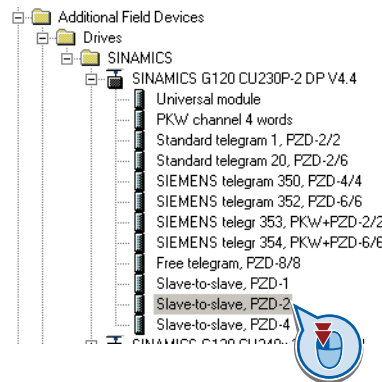 Additional Field Devices
Drives
SINAMICS
SINAMICS G120 CU230P-2 DP V4.4
Universal module
PKW channel 4 words
Standard telegram 1, PZD-2/2
Standard telegram 20, PZD-2/6
SIEMENS telegram 350, PZD-4/4
SIEMENS telegram 352, PZD-6/6
SIEMENS telegr 353, PKW+PZD-2/2
SIEMENS telegr 354, PKW+PZD-6/6
Free telegram, PZD-8/8
Slave-to-slave, PZD-1
Slave-to-slave, PZD-2
Slave-to-slave, PZD-4
SINAMICS G120